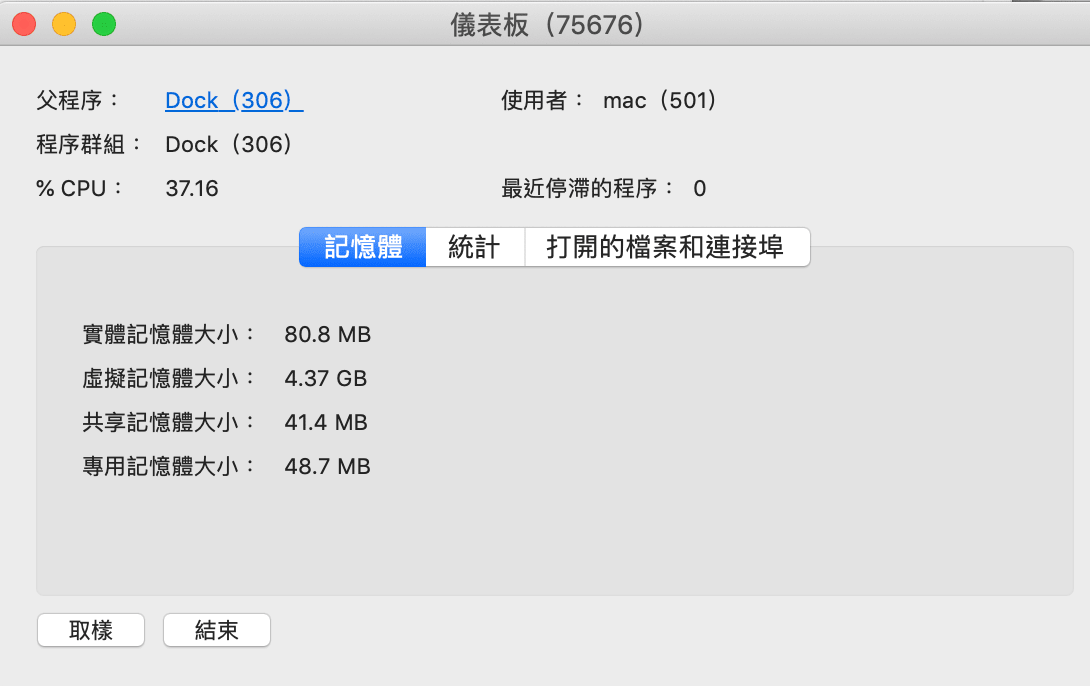 儀表板（75676）
父程序： Dock（306） 使用者： mac（501）
程序群組： Dock（306）
% CPU： 37.16 最近停滯的程序： 0
記憶體 統計 打開的檔案和連接埠
實體記憶體大小： 80.8 MB
虛擬記憶體大小： 4.37 GB
共享記憶體大小： 41.4 MB
專用記憶體大小： 48.7 MB
取樣 結束